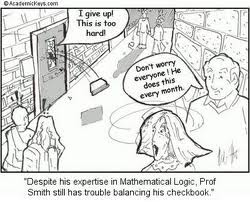 ©AcademicKeys.com
I give up!
This is too
hard!
Don't worry
everyone! He
does this
every month.
"Despite his expertise in Mathematical Logic, Prof
Smith still has trouble balancing his checkbook."